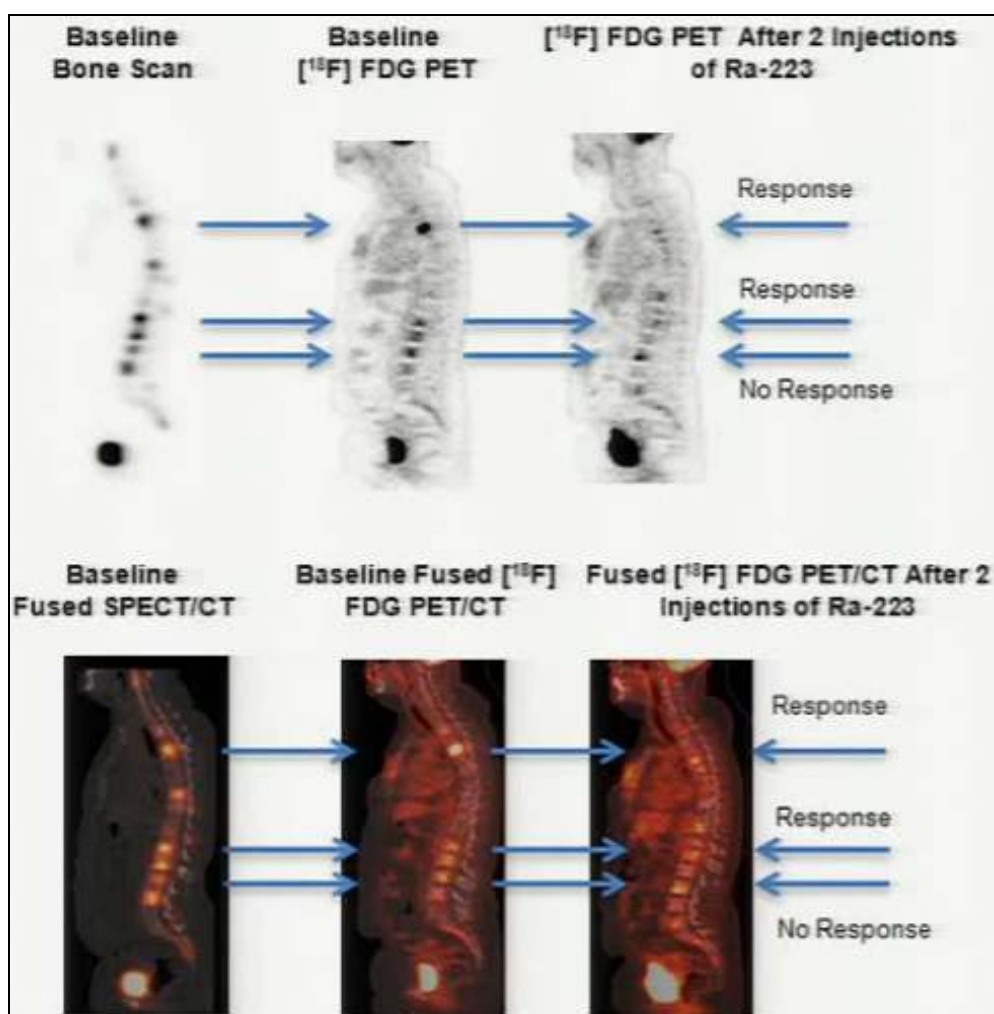 Baseline
Bone Scan
Baseline
[¹⁸F] FDG PET
[¹⁸F] FDG PET After 2 Injections
of Ra-223
Response
Response
No Response
Baseline
Fused SPECT/CT
Baseline Fused [¹⁸F]
FDG PET/CT
Fused [¹⁸F] FDG PET/CT After 2
Injections of Ra-223
Response
Response
No Response